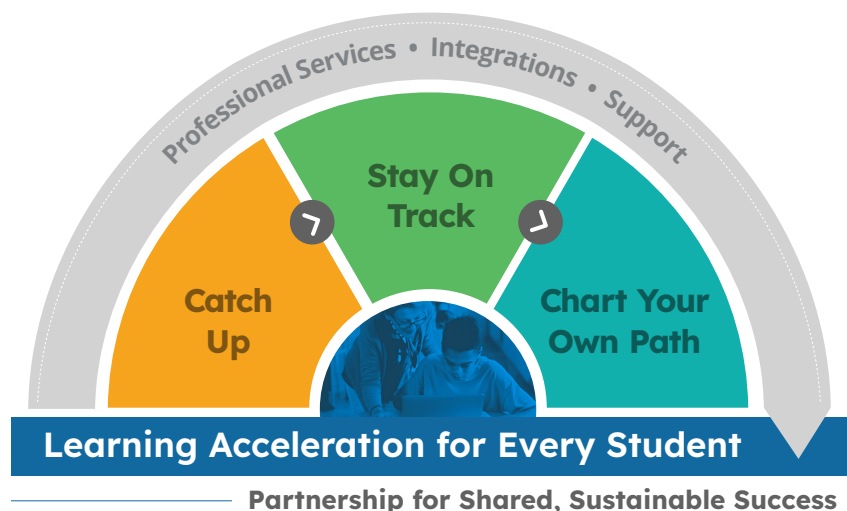 Professional Services • Integrations • Support
Stay On
Track
Catch
Up
Chart Your
Own Path
Learning Acceleration for Every Student
Partnership for Shared, Sustainable Success